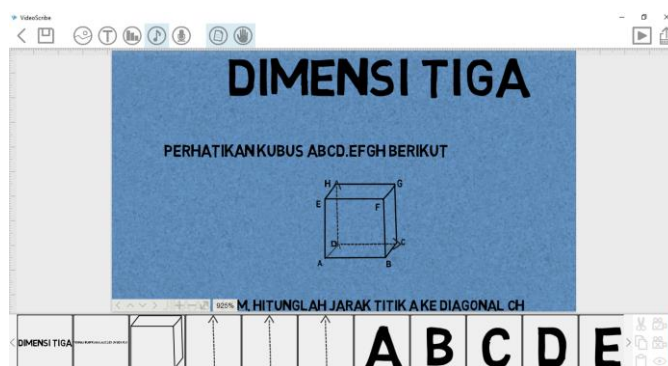 VideoScribe
DIMENSI TIGA
PERHATIKAN KUBUS ABCD.EFGH BERIKUT
H G
E F
D C
A B
925%
M, HITUNGLAH JARAK TITIK A KE DIAGONAL CH
DIMENSI TIGA
A B C D E